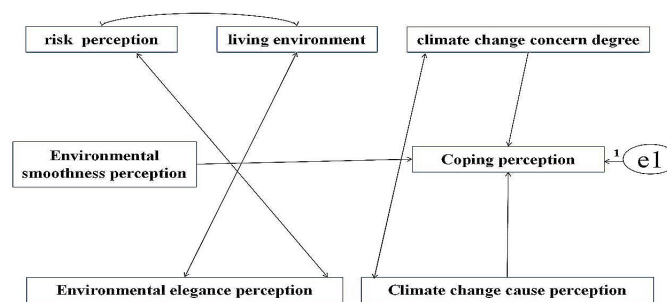 risk perception
living environment
climate change concern degree
Environmental
smoothness perception
Coping perception
1
e1
Environmental elegance perception
Climate change cause perception